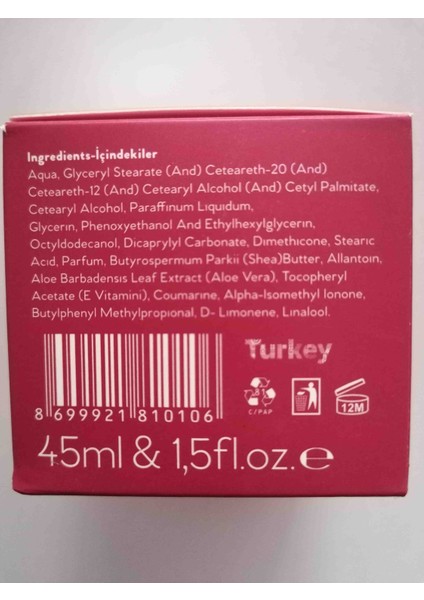 Ingredients-İçindekiler
Aqua, Glyceryl Stearate (And) Ceteareth-20 (And)
Ceteareth-12 (And) Cetearyl Alcohol (And) Cetyl Palmitate,
Cetearyl Alcohol, Paraffinum Liquidum,
Glycerin, Phenoxyethanol And Ethylhexylglycerin,
Octyldodecanol, Dicaprylyl Carbonate, Dimethicone, Stearic
Acid, Parfum, Butyrospermum Parkii (Shea)Butter, Allantoin,
Aloe Barbadensis Leaf Extract (Aloe Vera), Tocopheryl
Acetate (E Vitamini), Coumarine, Alpha-Isomethyl Ionone,
Butylphenyl Methylpropional, D- Limonene, Linalool.
Turkey
8 699921 810106
C/PAP
12M
45ml & 1,5fl.oz. e